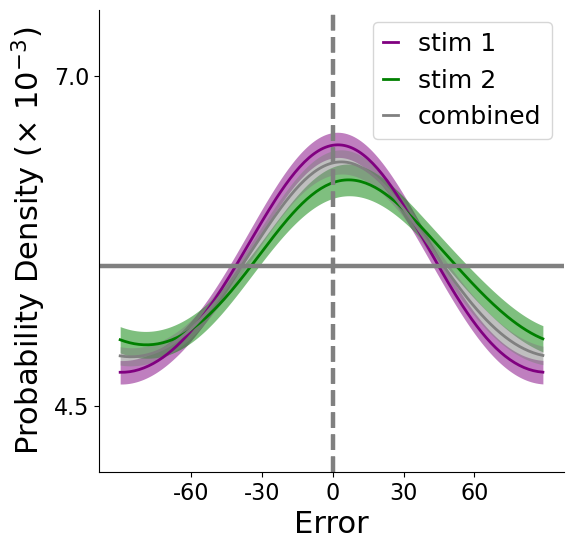 Probability Density (× 10⁻³)
7.0
4.5
stim 1
stim 2
combined
-60 -30 0 30 60
Error